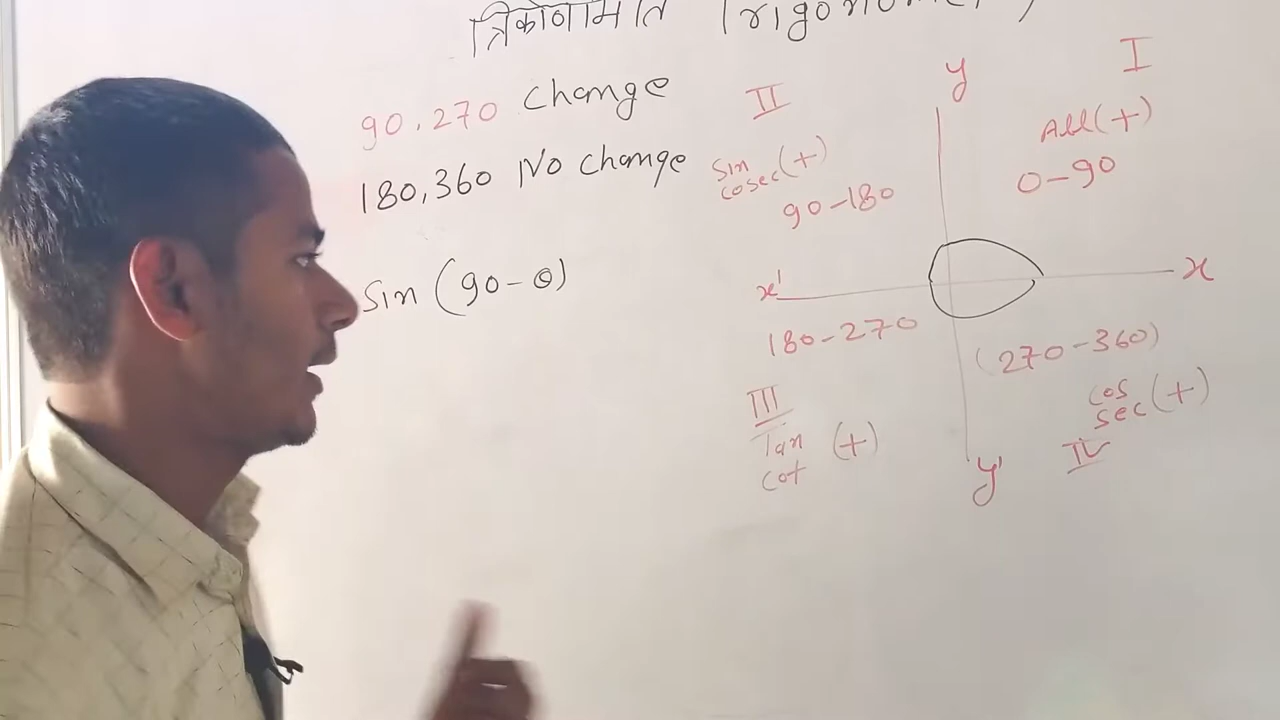 त्रिकोणमिति Trigonometry
90, 270 Change
180, 360 No change
Sin (90-θ)
y
I
II
All (+)
0-90
Sin
cosec (+)
90-180
x'
x
180-270
(270-360)
III
Tan
cot (+)
cos
sec (+)
IV
y'